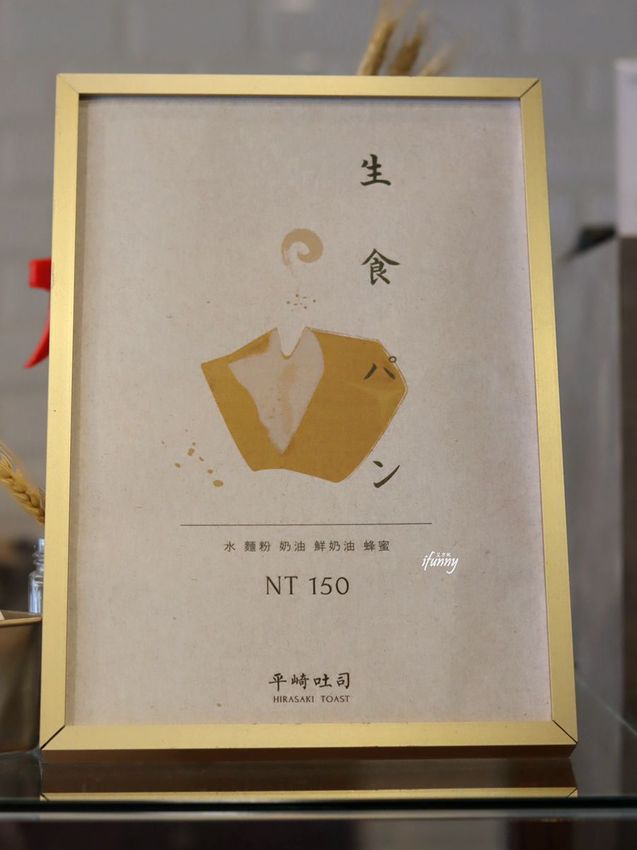 生食パン
水 麵粉 奶油 鮮奶油 蜂蜜
ifunny
NT 150
平崎吐司
HIRASAKI TOAST